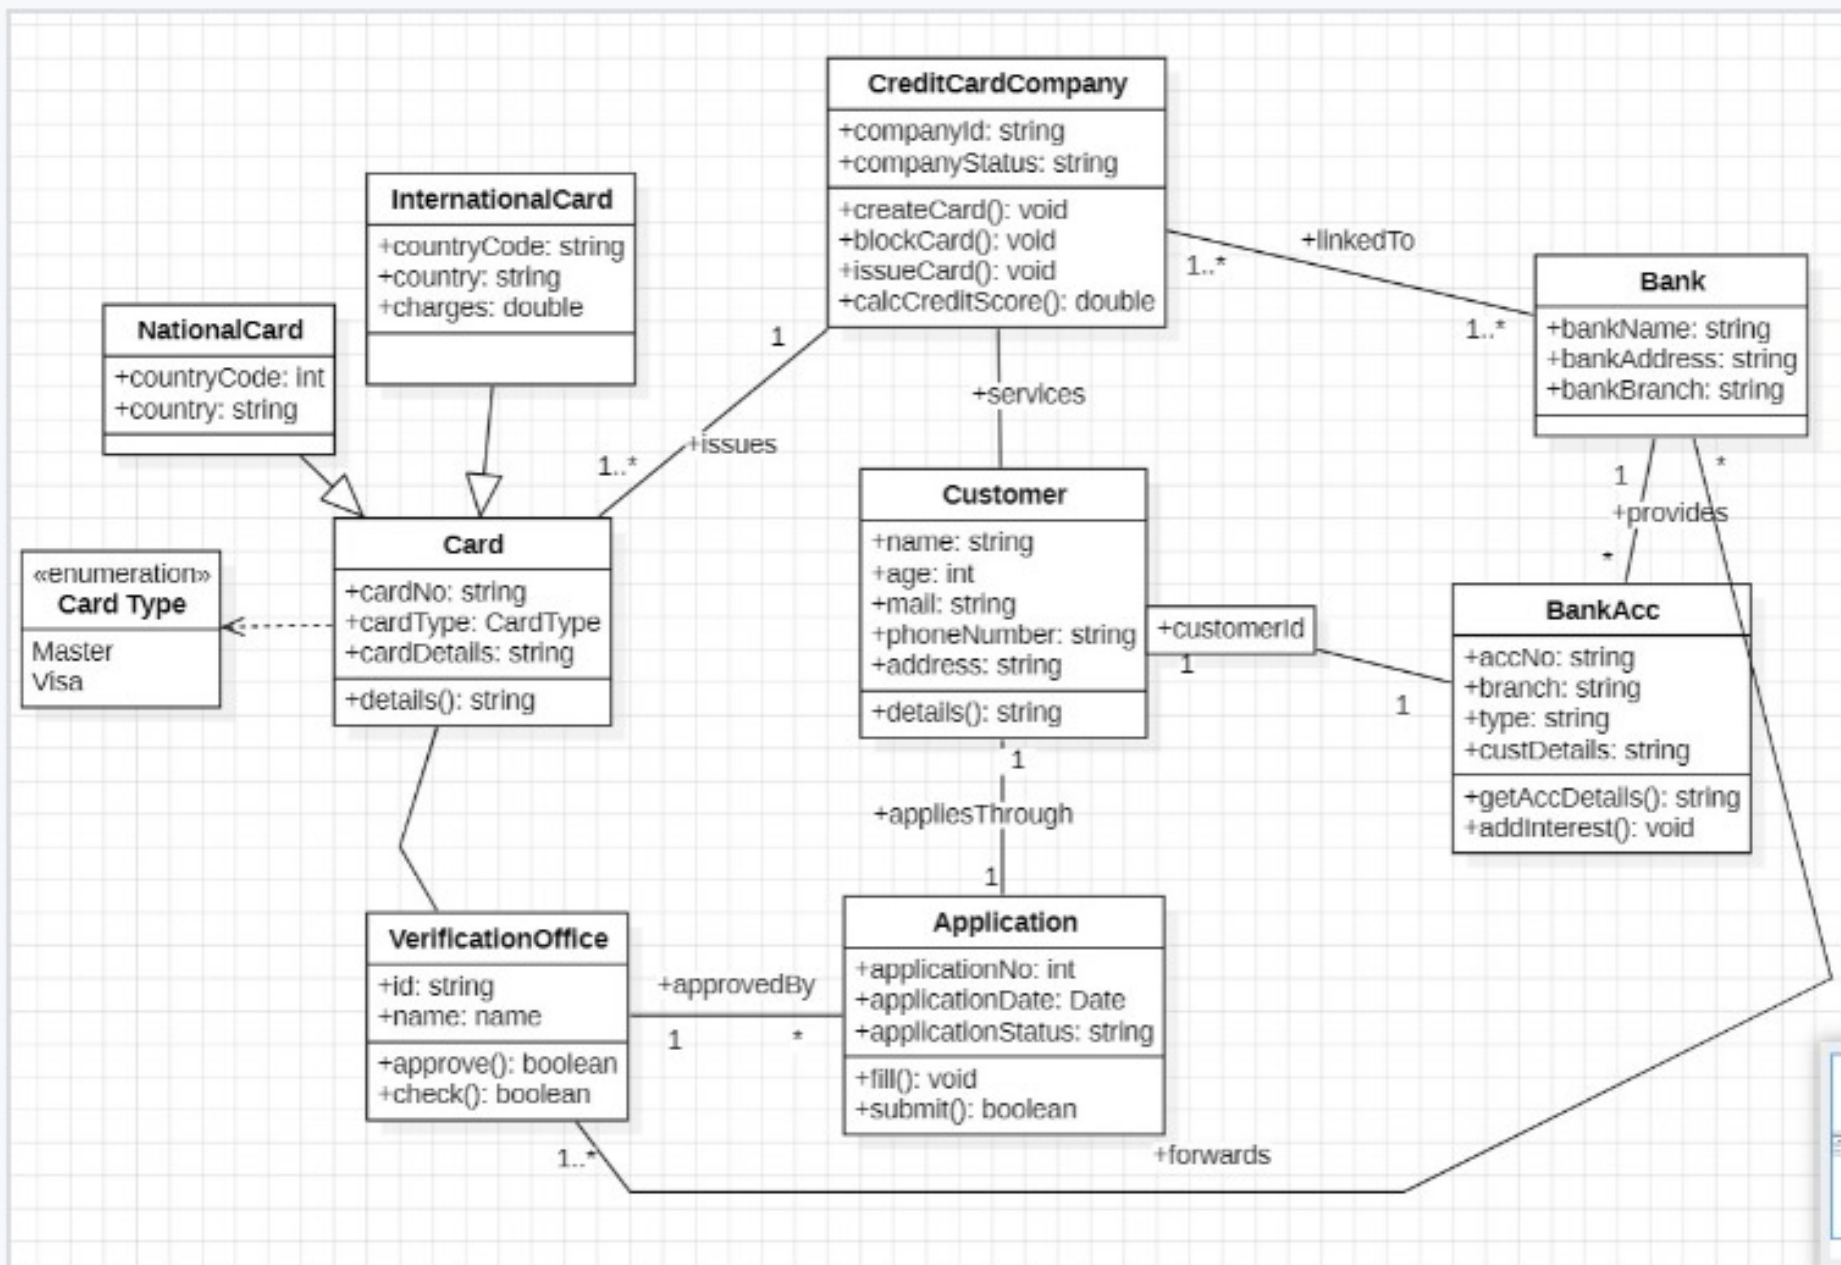 CreditCardCompany
+companyId: string
+companyStatus: string
+createCard(): void
+blockCard(): void
+issueCard(): void
+calcCreditScore(): double
InternationalCard
+countryCode: string
+country: string
+charges: double
NationalCard
+countryCode: int
+country: string
1
+issues
1..*
+services
+linkedTo
1..*
1..*
Bank
+bankName: string
+bankAddress: string
+bankBranch: string
1
*
+provides
*
«enumeration»
Card Type
Master
Visa
Card
+cardNo: string
+cardType: CardType
+cardDetails: string
+details(): string
Customer
+name: string
+age: int
+mail: string
+phoneNumber: string
+address: string
+details(): string
+customerId
1
1
BankAcc
+accNo: string
+branch: string
+type: string
+custDetails: string
+getAccDetails(): string
+addInterest(): void
1
+appliesThrough
1
VerificationOffice
+id: string
+name: name
+approve(): boolean
+check(): boolean
+approvedBy
1
*
Application
+applicationNo: int
+applicationDate: Date
+applicationStatus: string
+fill(): void
+submit(): boolean
1..*
+forwards